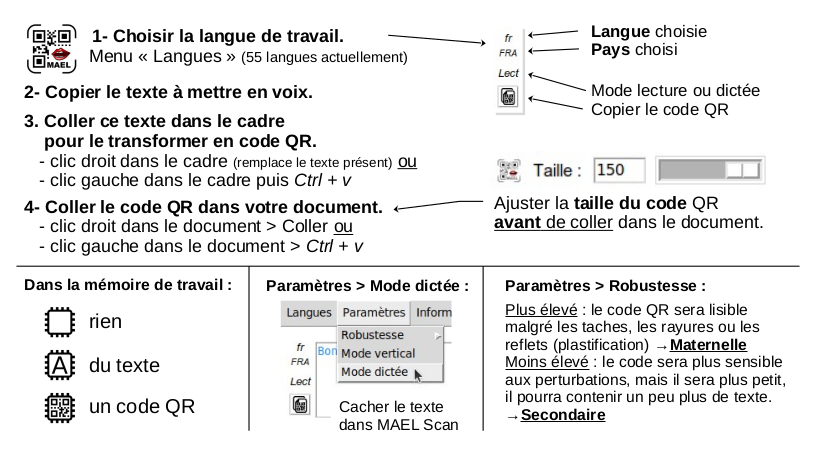 MAEL
1- Choisir la langue de travail.
Menu « Langues » (55 langues actuellement)
2- Copier le texte à mettre en voix.
3. Coller ce texte dans le cadre
pour le transformer en code QR.
- clic droit dans le cadre (remplace le texte présent) ou
- clic gauche dans le cadre puis Ctrl + v
4- Coller le code QR dans votre document.
- clic droit dans le document > Coller ou
- clic gauche dans le document > Ctrl + v
fr
FRA
Lect
Langue choisie
Pays choisi
Mode lecture ou dictée
Copier le code QR
Taille : 150
Ajuster la taille du code QR
avant de coller dans le document.
Dans la mémoire de travail :
rien
A du texte
un code QR
Paramètres > Mode dictée :
Langues Paramètres Inform
Robustesse
Mode vertical
Mode dictée
fr
FRA
Lect
Bon
Cacher le texte
dans MAEL Scan
Paramètres > Robustesse :
Plus élevé : le code QR sera lisible
malgré les taches, les rayures ou les
reflets (plastification) →Maternelle
Moins élevé : le code sera plus sensible
aux perturbations, mais il sera plus petit,
il pourra contenir un peu plus de texte.
→Secondaire